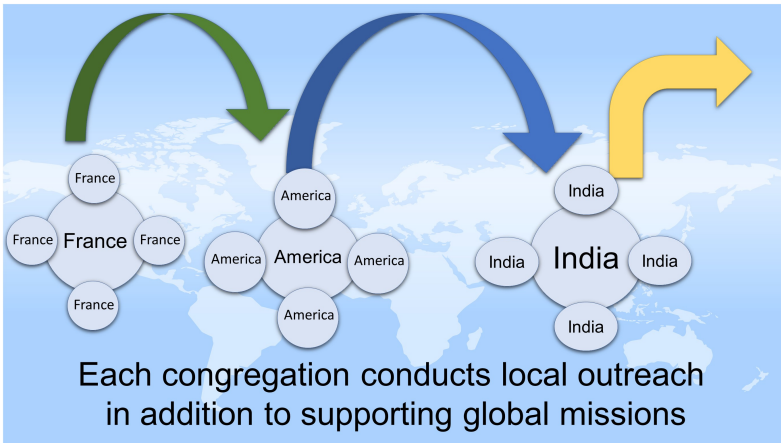 France
France
France
France
France
America
America
America
America
America
India
India
India
India
India
Each congregation conducts local outreach
in addition to supporting global missions